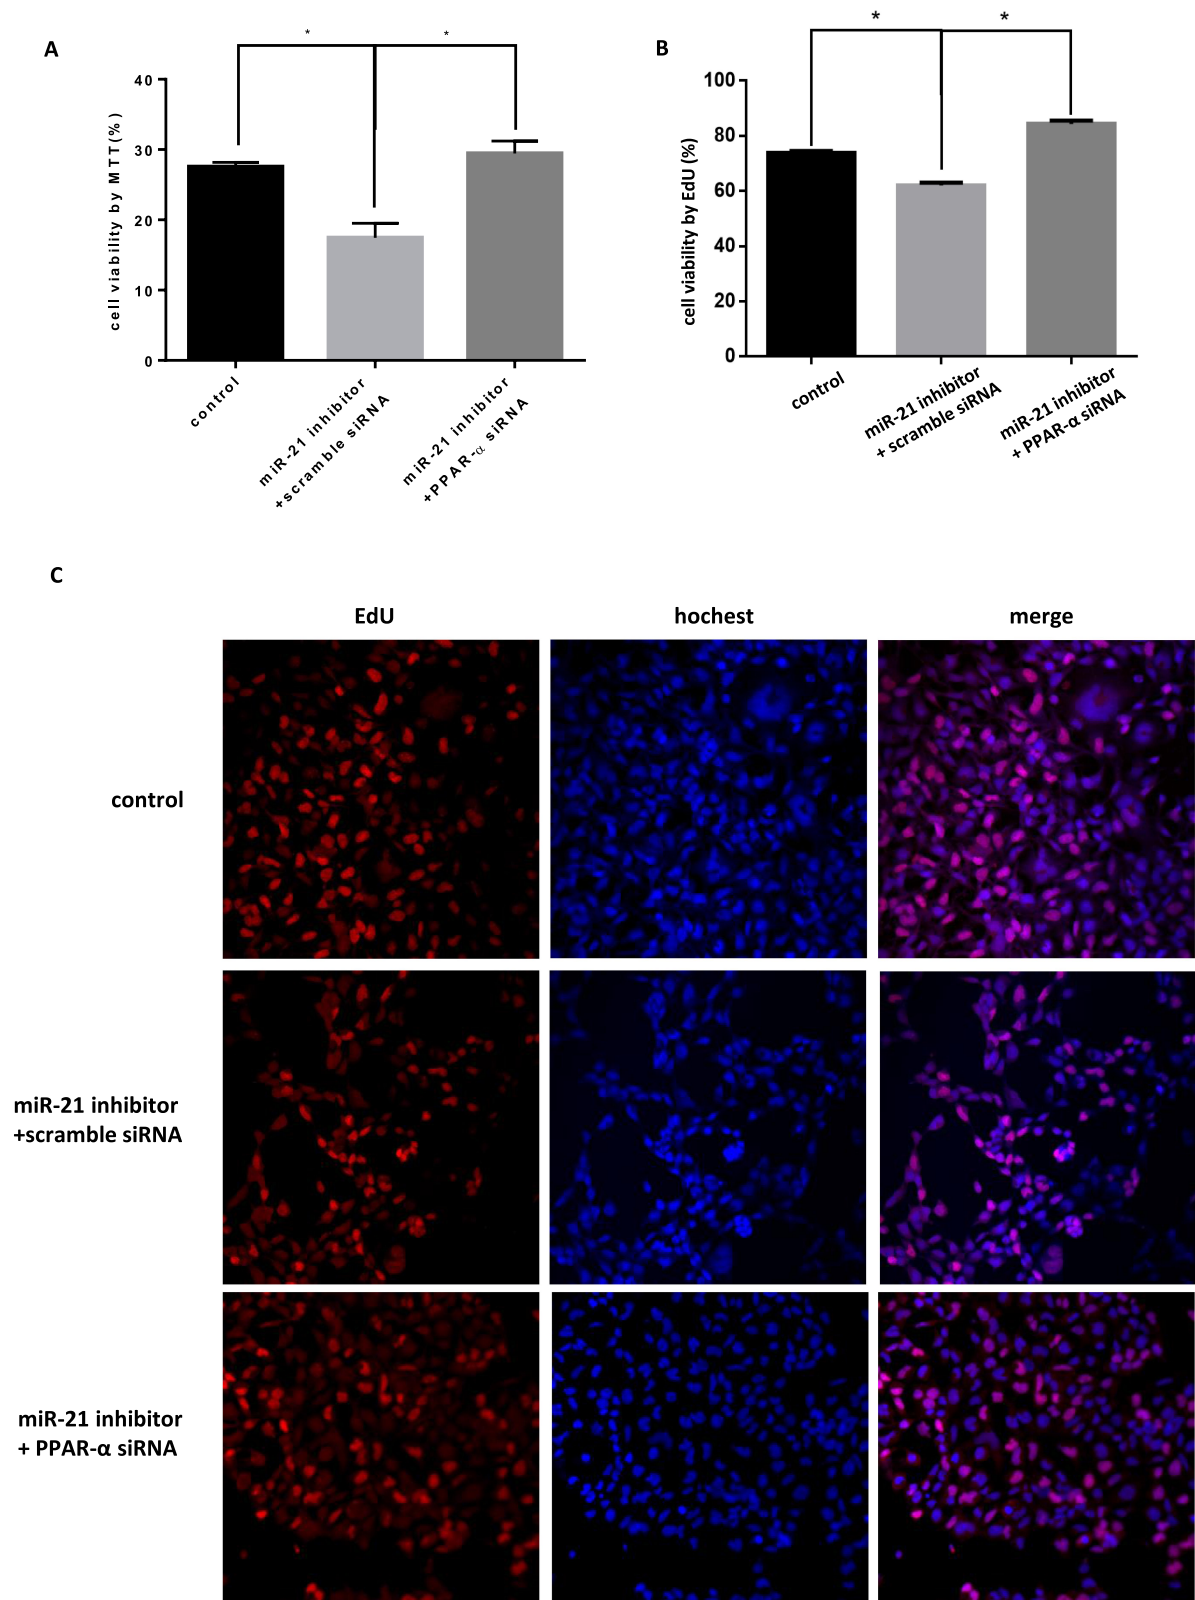 A
*
*
40
30
20
10
0
cell viability by MTT(%)
control
miR-21 inhibitor
+scramble siRNA
miR-21 inhibitor
+PPAR-α siRNA
B
*
*
100
80
60
40
20
0
cell viability by EdU (%)
control
miR-21 inhibitor
+ scramble siRNA
miR-21 inhibitor
+ PPAR-α siRNA
C
EdU
hochest
merge
control
miR-21 inhibitor
+scramble siRNA
miR-21 inhibitor
+ PPAR-α siRNA